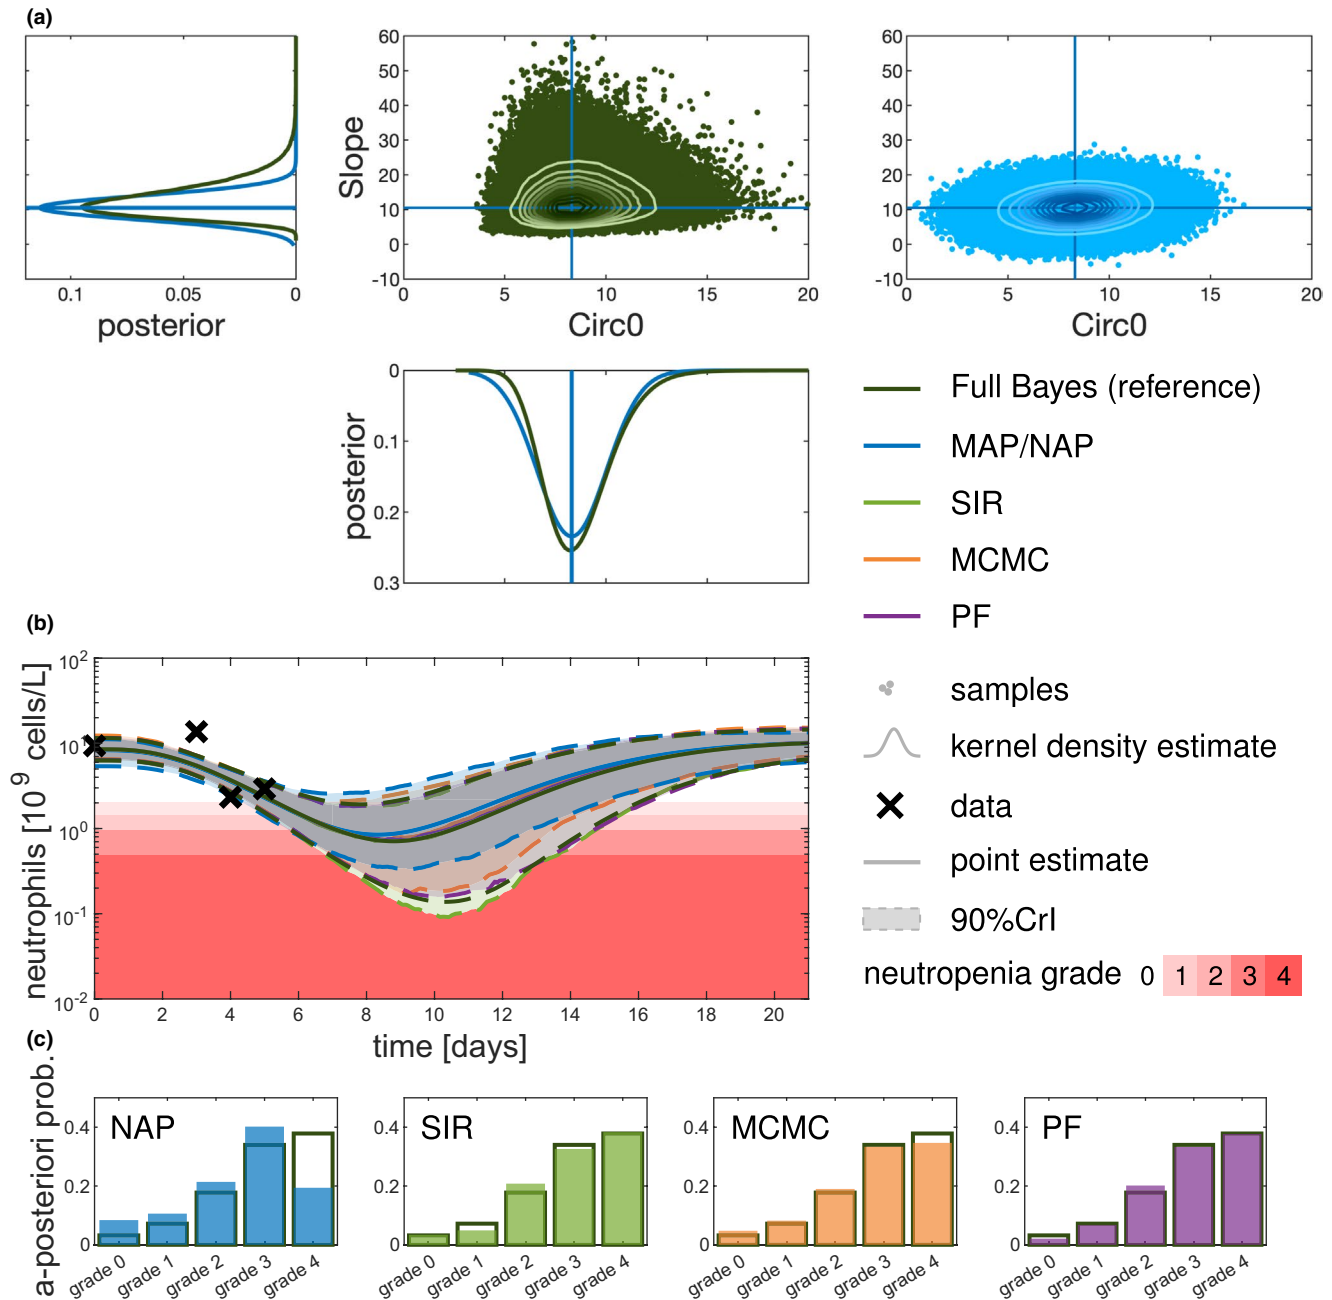 (a)
60
50
40
30
20
10
0
-10
Slope
60
50
40
30
20
10
0
-10
0.1 0.05 0
posterior
0 5 10 15 20
Circ0
0 5 10 15 20
Circ0
0
0.1
0.2
0.3
posterior
Full Bayes (reference)
MAP/NAP
SIR
MCMC
PF
samples
kernel density estimate
data
point estimate
90%CrI
neutropenia grade 0 1 2 3 4
(b)
neutrophils [10^9 cells/L]
10^2
10^1
10^0
10^-1
10^-2
0 2 4 6 8 10 12 14 16 18 20
time [days]
(c)
a-posteriori prob.
NAP
0.4
0.2
0
grade 0 grade 1 grade 2 grade 3 grade 4
SIR
0.4
0.2
0
grade 0 grade 1 grade 2 grade 3 grade 4
MCMC
0.4
0.2
0
grade 0 grade 1 grade 2 grade 3 grade 4
PF
0.4
0.2
0
grade 0 grade 1 grade 2 grade 3 grade 4